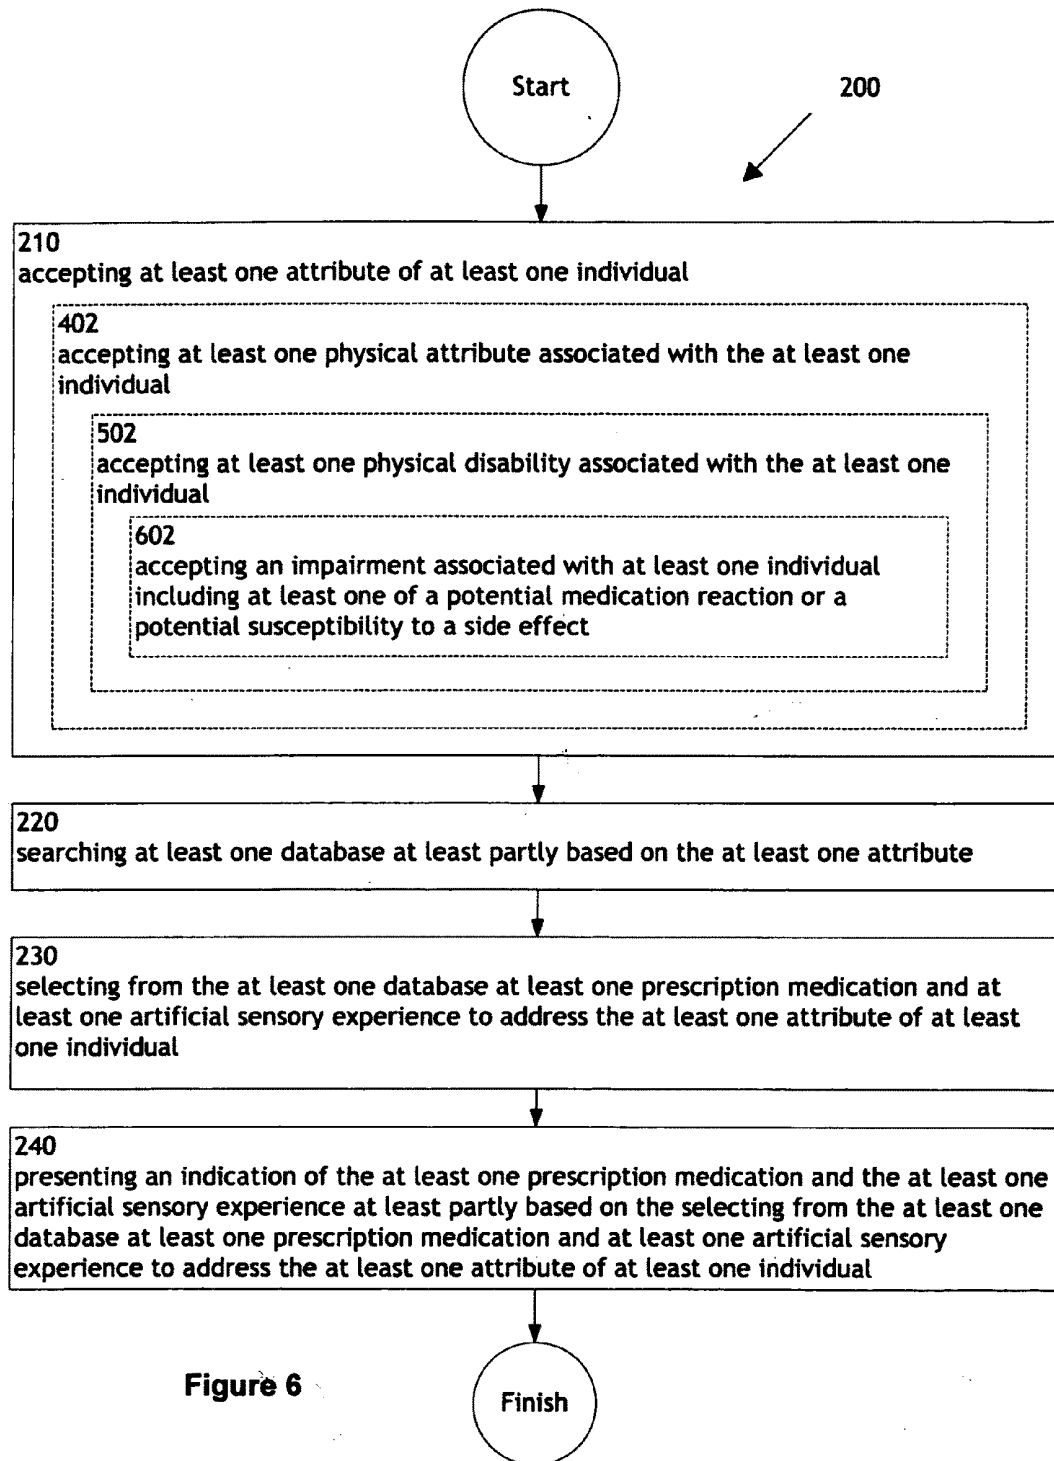 Start
200
210
accepting at least one attribute of at least one individual
402
accepting at least one physical attribute associated with the at least one
individual
502
accepting at least one physical disability associated with the at least one
individual
602
accepting an impairment associated with at least one individual
including at least one of a potential medication reaction or a
potential susceptibility to a side effect
220
searching at least one database at least partly based on the at least one attribute
230
selecting from the at least one database at least one prescription medication and at
least one artificial sensory experience to address the at least one attribute of at least
one individual
240
presenting an indication of the at least one prescription medication and the at least one
artificial sensory experience at least partly based on the selecting from the at least one
database at least one prescription medication and at least one artificial sensory
experience to address the at least one attribute of at least one individual
Figure 6
Finish